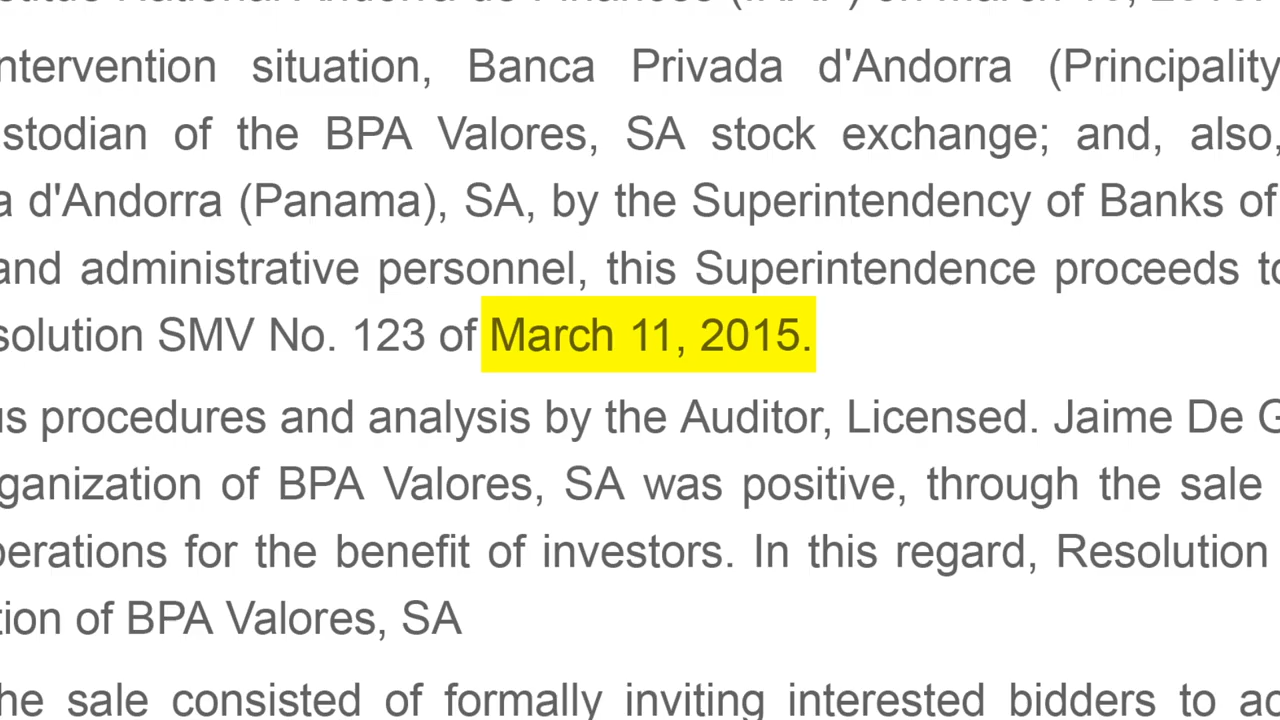 ntervention situation, Banca Privada d'Andorra (Principality
stodian of the BPA Valores, SA stock exchange; and, also,
a d'Andorra (Panama), SA, by the Superintendency of Banks of
and administrative personnel, this Superintendence proceeds to
solution SMV No. 123 of March 11, 2015.
us procedures and analysis by the Auditor, Licensed. Jaime De G
ganization of BPA Valores, SA was positive, through the sale
perations for the benefit of investors. In this regard, Resolution
tion of BPA Valores, SA
he sale consisted of formally inviting interested bidders to ac